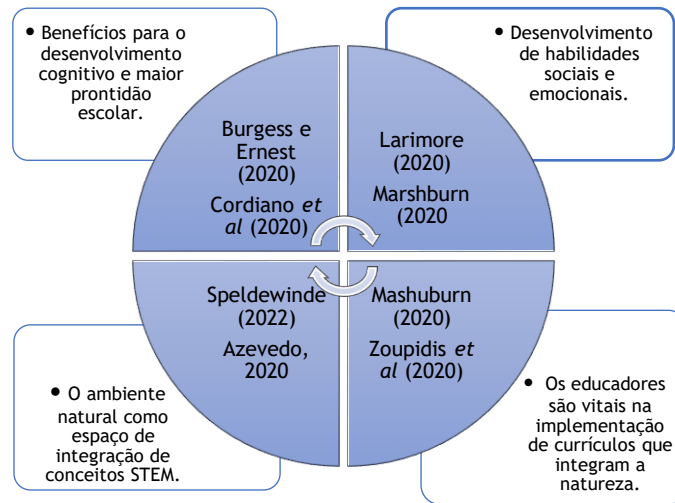 • Benefícios para o
desenvolvimento
cognitivo e maior
prontidão
escolar.
• Desenvolvimento
de habilidades
sociais e
emocionais.
Burgess e
Ernest
(2020)
Cordiano et
al (2020)
Larimore
(2020)
Marshburn
(2020
Speldewinde
(2022)
Azevedo,
2020
Mashuburn
(2020)
Zoupidis et
al (2020)
• O ambiente
natural como
espaço de
integração de
conceitos STEM.
• Os educadores
são vitais na
implementação
de currículos que
integram a
natureza.